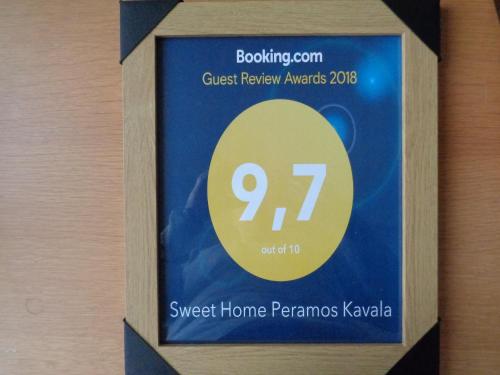 Booking.com
Guest Review Awards 2018
9,7
out of 10
Sweet Home Peramos Kavala